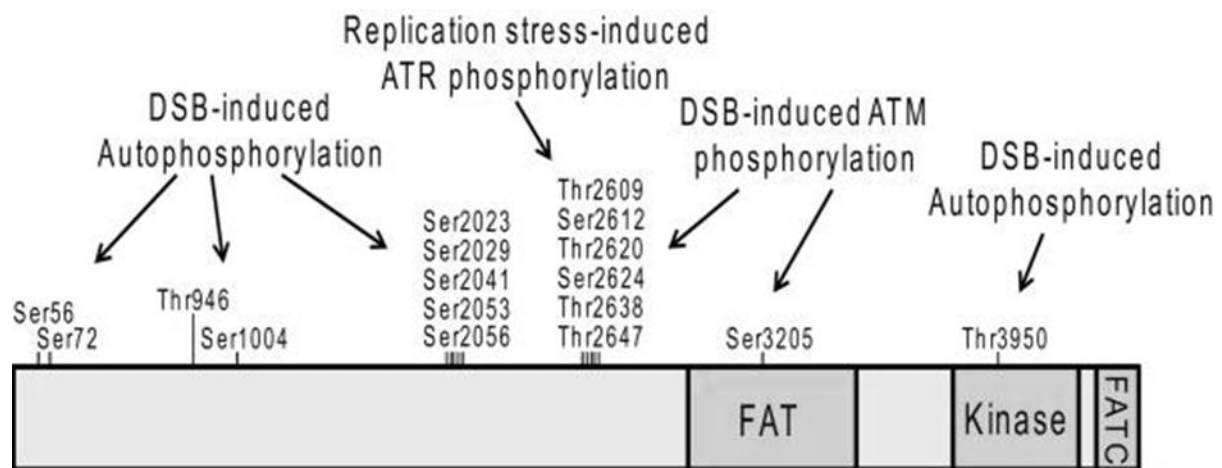 Replication stress-induced
ATR phosphorylation
DSB-induced
Autophosphorylation
DSB-induced ATM
phosphorylation
DSB-induced
Autophosphorylation
Ser56
Ser72
Thr946
Ser1004
Ser2023
Ser2029
Ser2041
Ser2053
Ser2056
Thr2609
Ser2612
Thr2620
Ser2624
Thr2638
Thr2647
Ser3205
Thr3950
FAT
Kinase
FATC